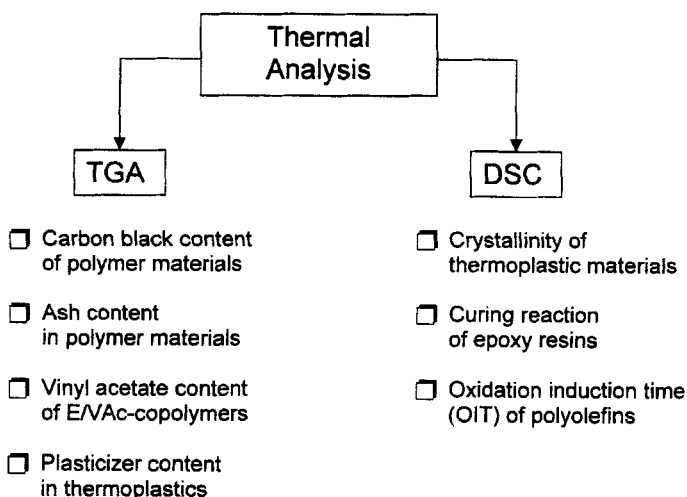 Thermal
Analysis
TGA
Carbon black content
of polymer materials
Ash content
in polymer materials
Vinyl acetate content
of E/VAc-copolymers
Plasticizer content
in thermoplastics
DSC
Crystallinity of
thermoplastic materials
Curing reaction
of epoxy resins
Oxidation induction time
(OIT) of polyolefins